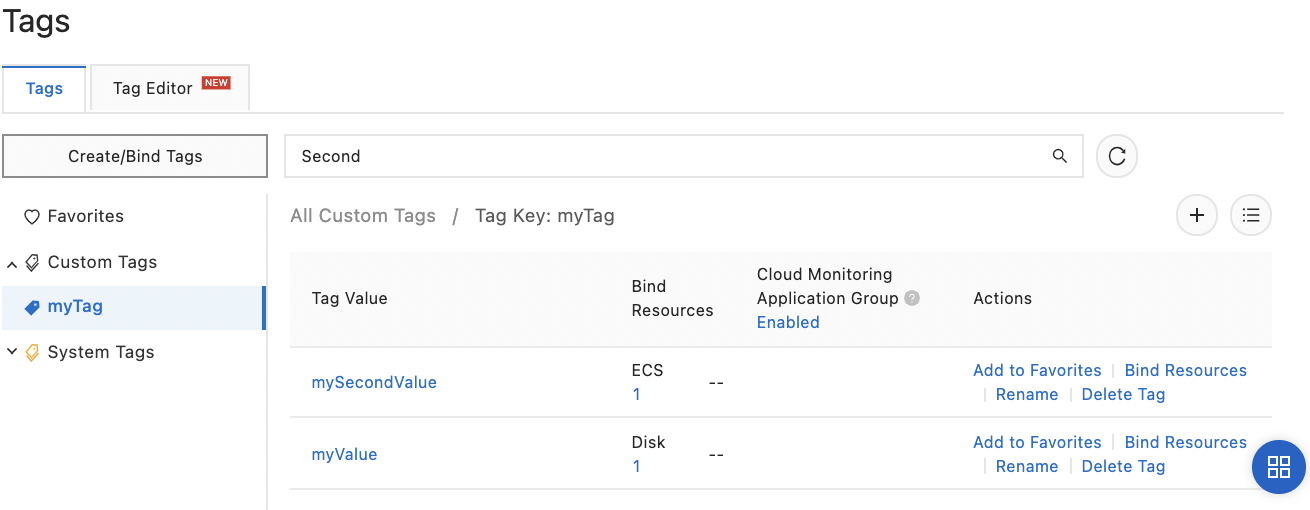 Tags
Tags
Tag Editor NEW
Create/Bind Tags
Second
Favorites
Custom Tags
myTag
System Tags
All Custom Tags / Tag Key: myTag
Tag Value
Bind
Resources
Cloud Monitoring
Application Group ?
Enabled
Actions
mySecondValue
ECS
1
--
Add to Favorites | Bind Resources
| Rename | Delete Tag
myValue
Disk
1
--
Add to Favorites | Bind Resources
| Rename | Delete Tag